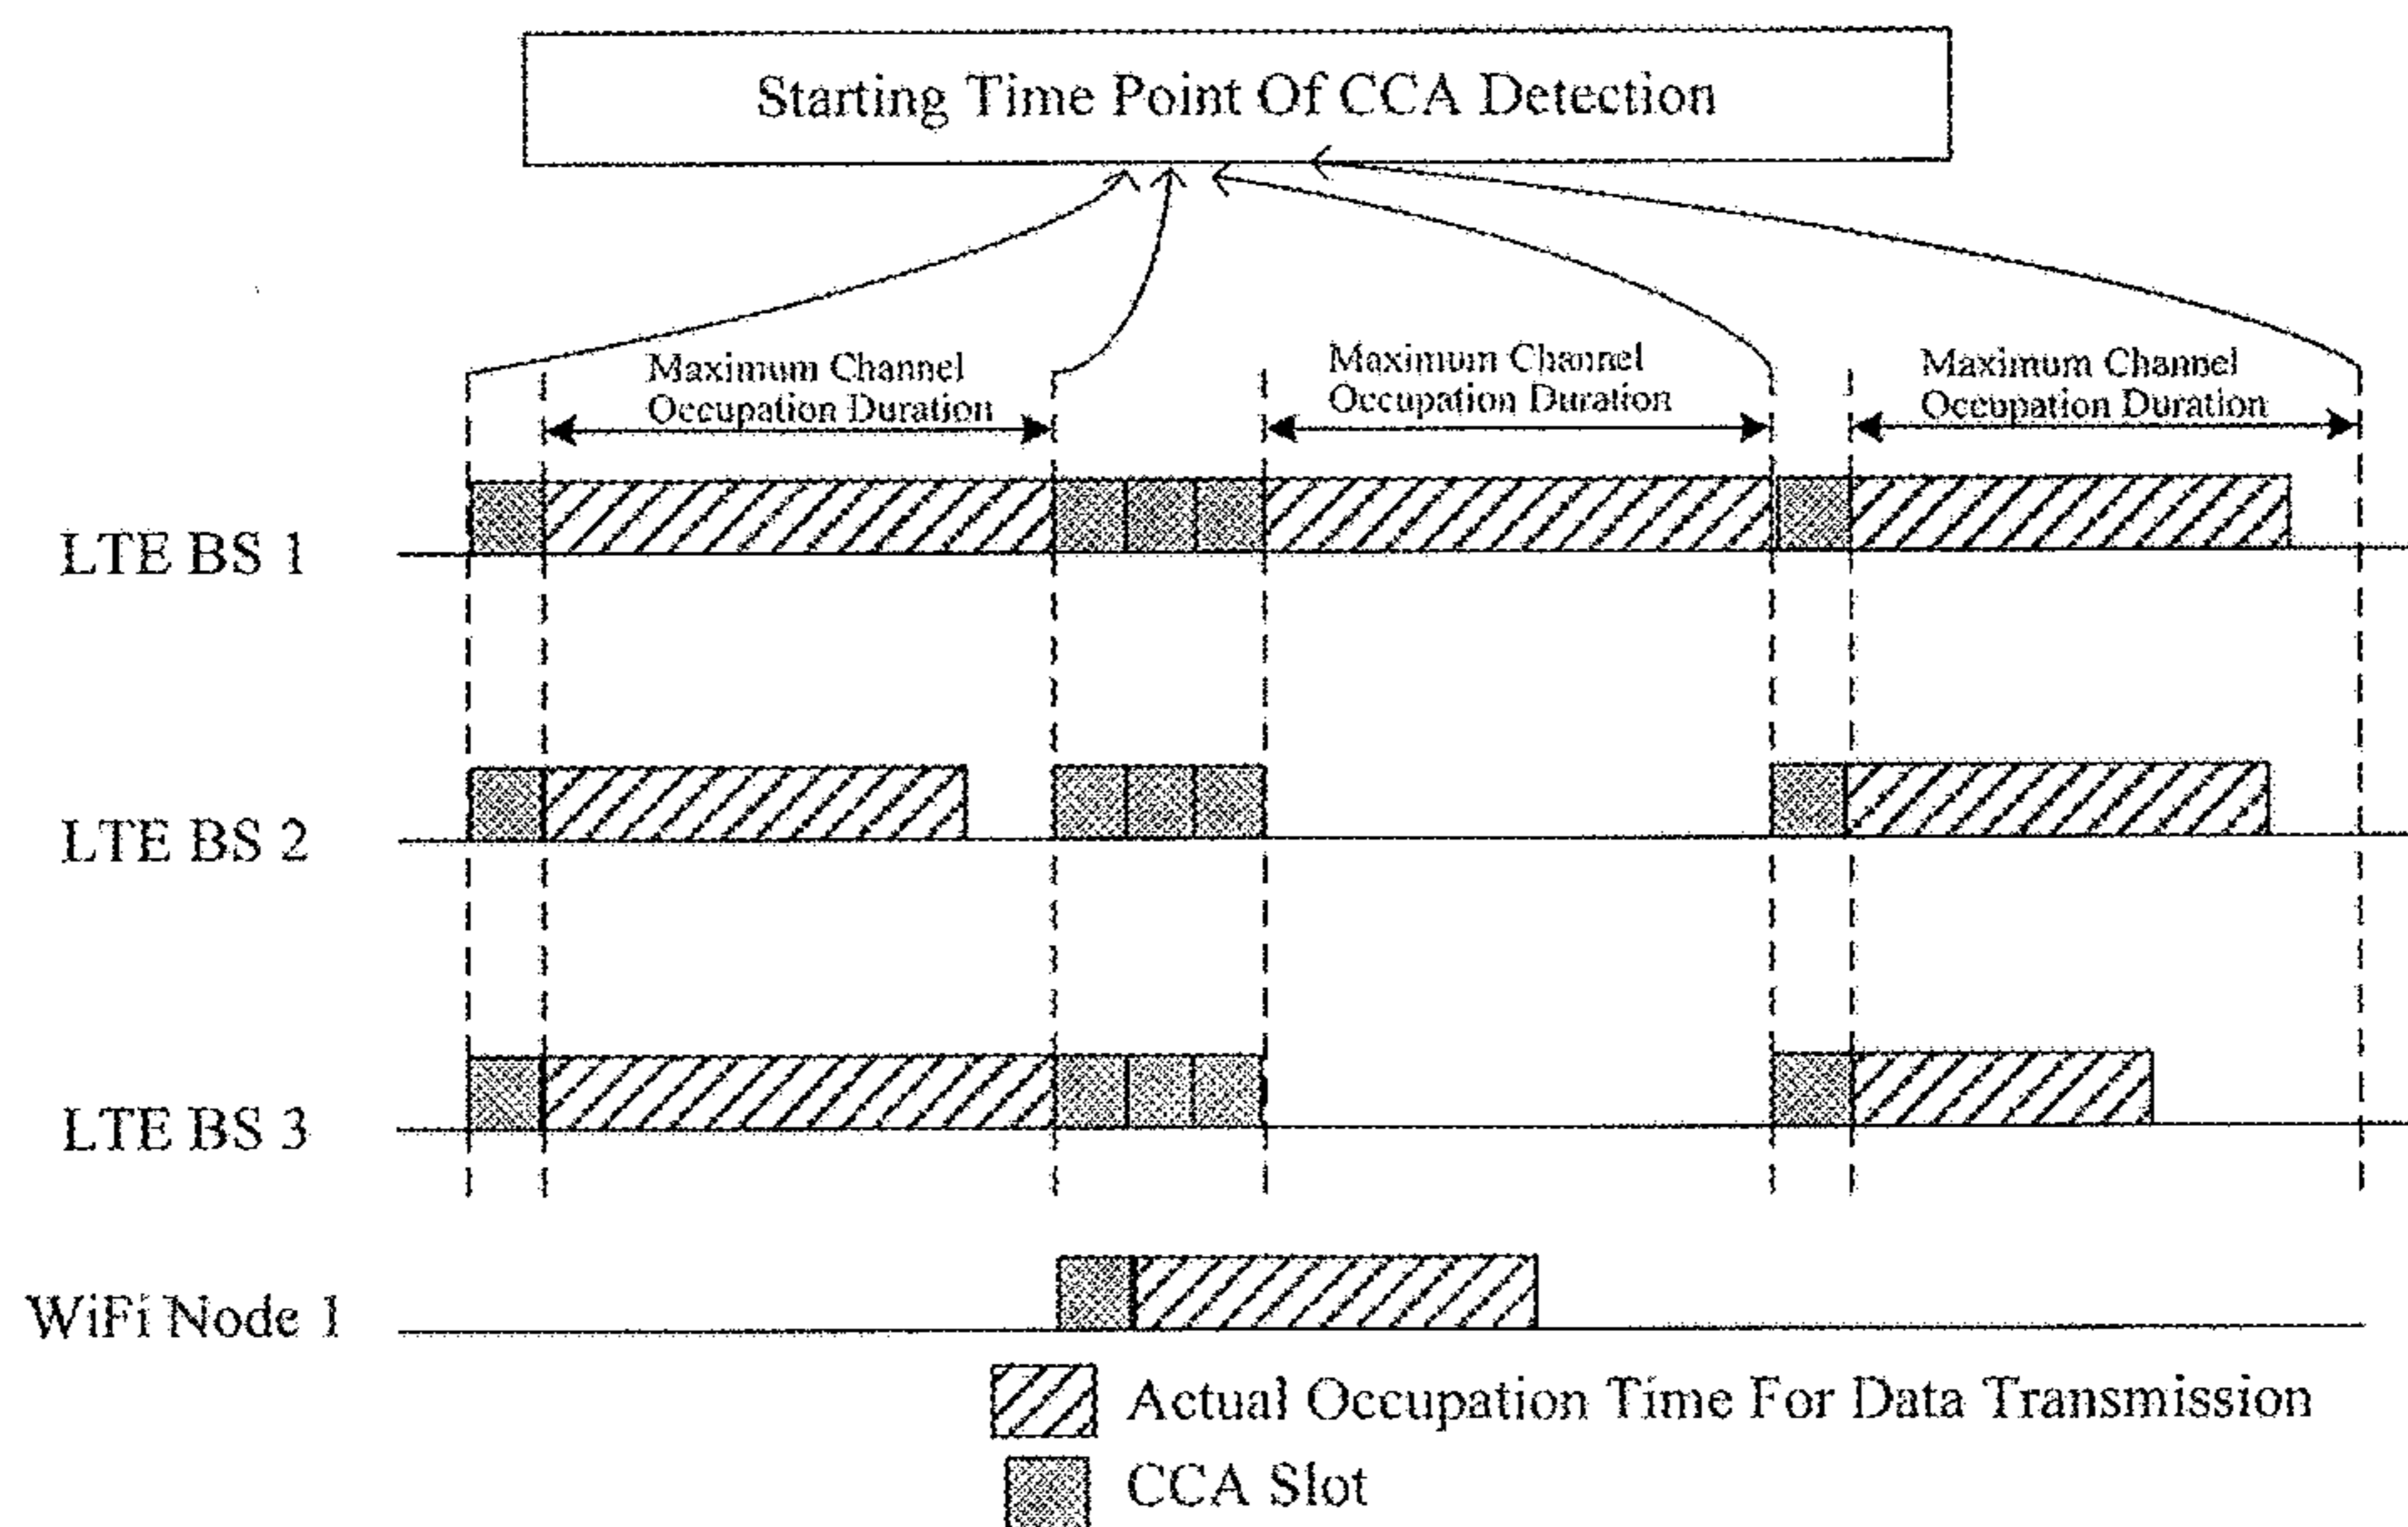 Starting Time Point Of CCA Detection
Maximum Channel
Occupation Duration
Maximum Channel
Occupation Duration
Maximum Channel
Occupation Duration
LTE BS 1
LTE BS 2
LTE BS 3
WiFi Node 1
Actual Occupation Time For Data Transmission
CCA Slot